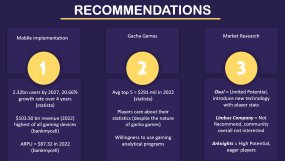 RECOMMENDATIONS
Mobile Implementation
1
2.32bn users by 2027, 20.66%
growth rate over 4 years
(statista)
$103.50 bn revenue (2022)
highest of all gaming devices
(bankmycell)
ARPU = $87.32 in 2022
(bankmycell)
Gacha Games
2
Avg top 5 = $291 mil in 2022
(statista)
Players care about their
statistics (despite the nature
of gacha games)
Willingness to use gaming
analytical programs
Market Research
3
Osu! = Limited Potential,
introduce new technology
with player stats
Limbus Company = Not
Recommend, community
overall not interested
Arknights = High Potential,
eager players